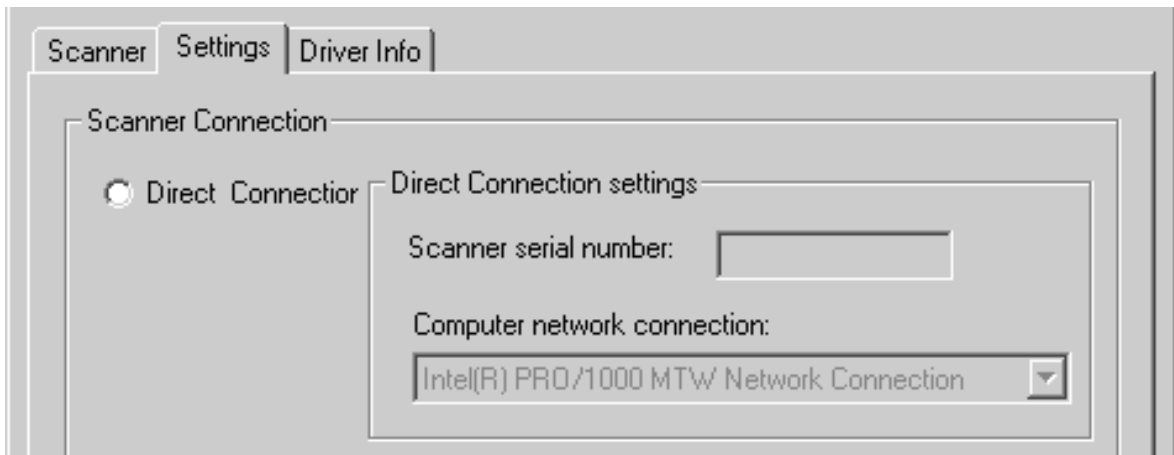 Scanner Settings Driver Info
Scanner Connection
Direct Connectior
Direct Connection settings
Scanner serial number:
Computer network connection:
Intel(R) PRO/1000 MTW Network Connection